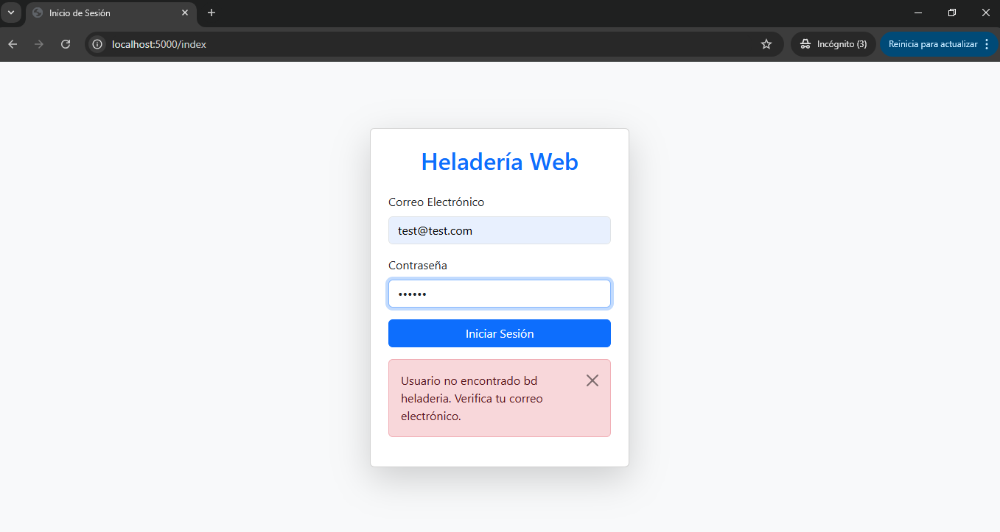 Inicio de Sesión
localhost:5000/index
Incógnito (3)
Reinicia para actualizar
Heladería Web
Correo Electrónico
test@test.com
Contraseña
••••••
Iniciar Sesión
Usuario no encontrado bd
heladeria. Verifica tu correo
electrónico.